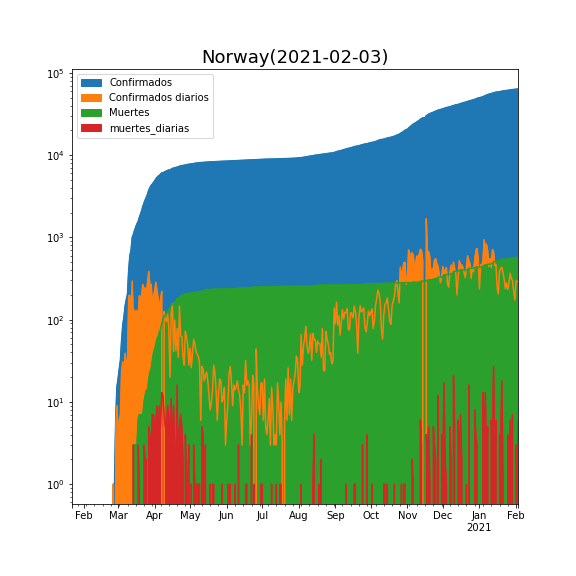 Norway(2021-02-03)
Confirmados
Confirmados diarios
Muertes
muertes_diarias
10⁵
10⁴
10³
10²
10¹
10⁰
Feb Mar Apr May Jun Jul Aug Sep Oct Nov Dec Jan Feb
2021